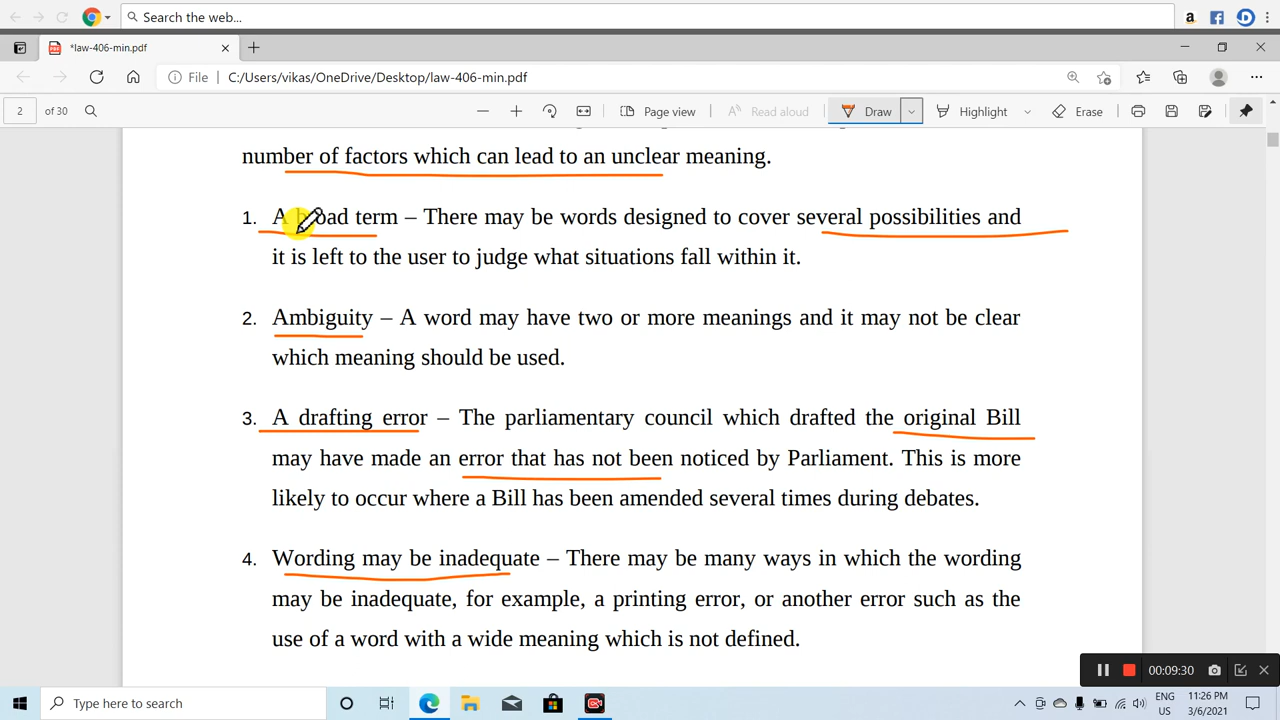 Search the web...
*law-406-min.pdf
File C:/Users/vikas/OneDrive/Desktop/law-406-min.pdf
2 of 30 Page view Read aloud Draw Highlight Erase
number of factors which can lead to an unclear meaning.
1. A broad term – There may be words designed to cover several possibilities and
it is left to the user to judge what situations fall within it.
2. Ambiguity – A word may have two or more meanings and it may not be clear
which meaning should be used.
3. A drafting error – The parliamentary council which drafted the original Bill
may have made an error that has not been noticed by Parliament. This is more
likely to occur where a Bill has been amended several times during debates.
4. Wording may be inadequate – There may be many ways in which the wording
may be inadequate, for example, a printing error, or another error such as the
use of a word with a wide meaning which is not defined.
00:09:30
Type here to search
ENG
US
11:26 PM
3/6/2021